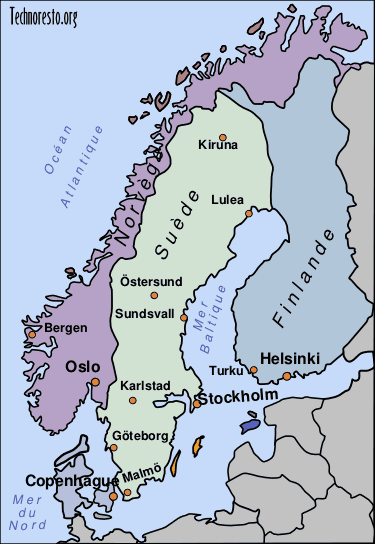 Technoresto.org
Océan
Atlantique
Kiruna
Norvège
Suède
Lulea
Finlande
Östersund
Sundsvall
Mer
Baltique
Bergen
Oslo
Turku
Helsinki
Karlstad
Stockholm
Göteborg
Copenhague
Malmö
Mer
du
Nord